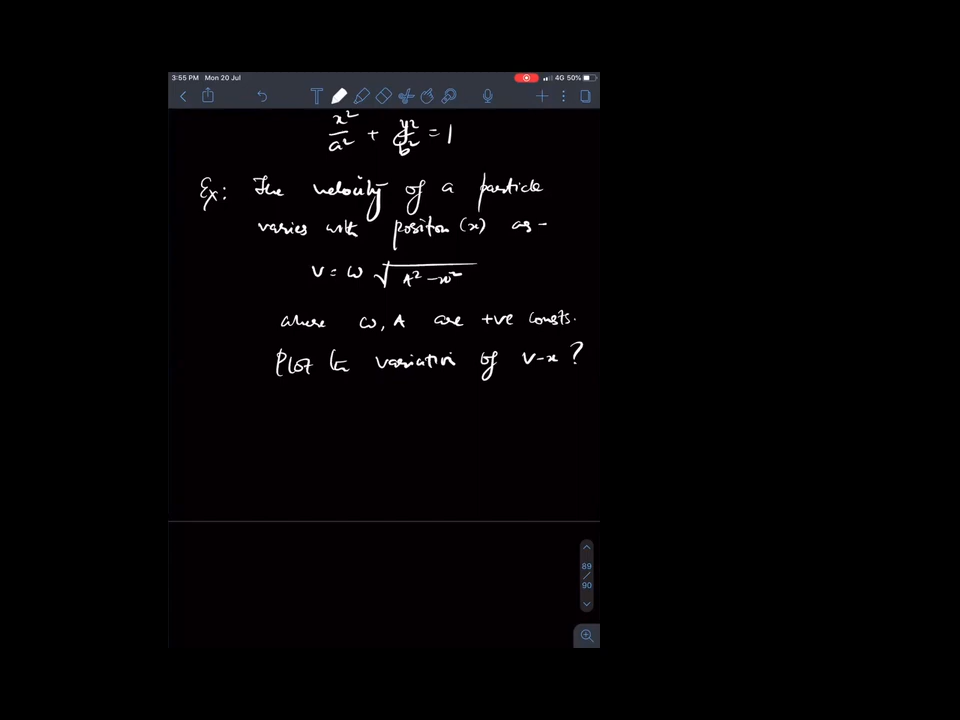 3:55 PM Mon 20 Jul 4G 50%
T
x²/a² + y²/b² = 1
Ex: The velocity of a particle
varies with position (x) as –
v = ω √(A² – x²)
where ω, A are +ve consts.
Plot the variation of v–x ?
89
/
90